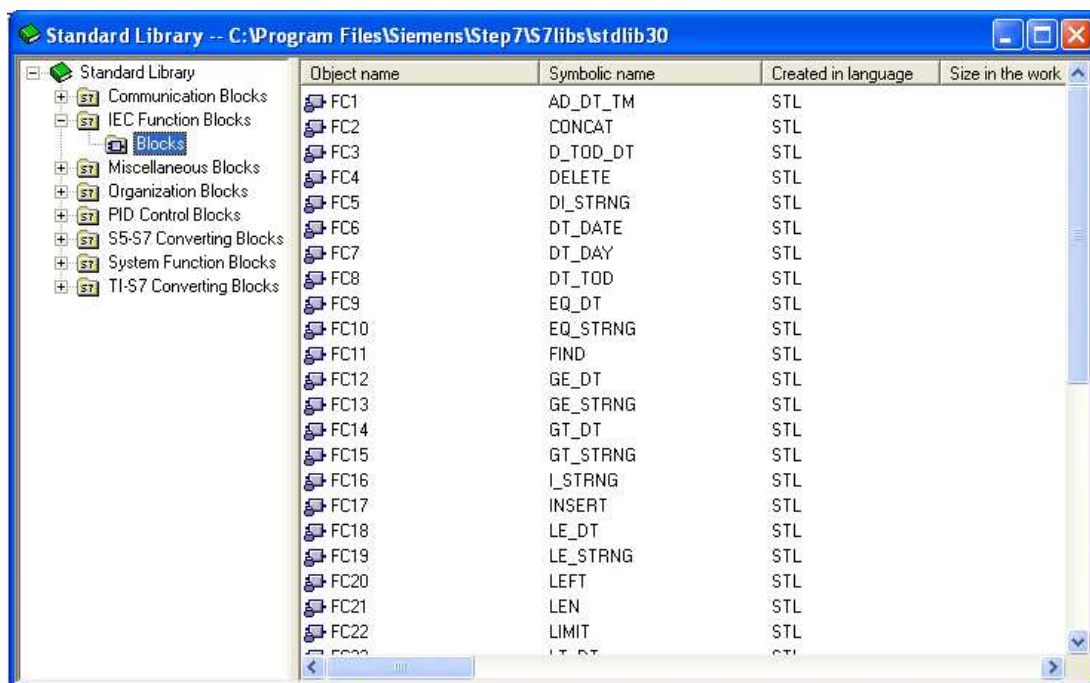 Standard Library -- C:\Program Files\Siemens\Step7\S7libs\stdlib30
Standard Library
Communication Blocks
IEC Function Blocks
Blocks
Miscellaneous Blocks
Organization Blocks
PID Control Blocks
S5-S7 Converting Blocks
System Function Blocks
TI-S7 Converting Blocks
Object name Symbolic name Created in language Size in the work
FC1 AD_DT_TM STL
FC2 CONCAT STL
FC3 D_TOD_DT STL
FC4 DELETE STL
FC5 DI_STRNG STL
FC6 DT_DATE STL
FC7 DT_DAY STL
FC8 DT_TOD STL
FC9 EQ_DT STL
FC10 EQ_STRNG STL
FC11 FIND STL
FC12 GE_DT STL
FC13 GE_STRNG STL
FC14 GT_DT STL
FC15 GT_STRNG STL
FC16 I_STRNG STL
FC17 INSERT STL
FC18 LE_DT STL
FC19 LE_STRNG STL
FC20 LEFT STL
FC21 LEN STL
FC22 LIMIT STL